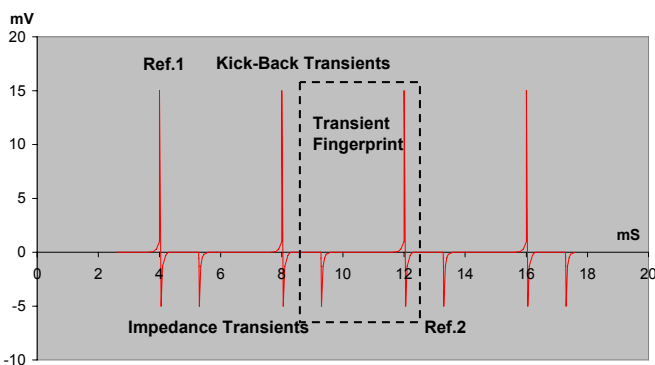 mV
20
Ref.1 Kick-Back Transients
15
Transient
Fingerprint
10
5
mS
0
0 2 4 6 8 10 12 14 16 18 20
-5
Impedance Transients Ref.2
-10